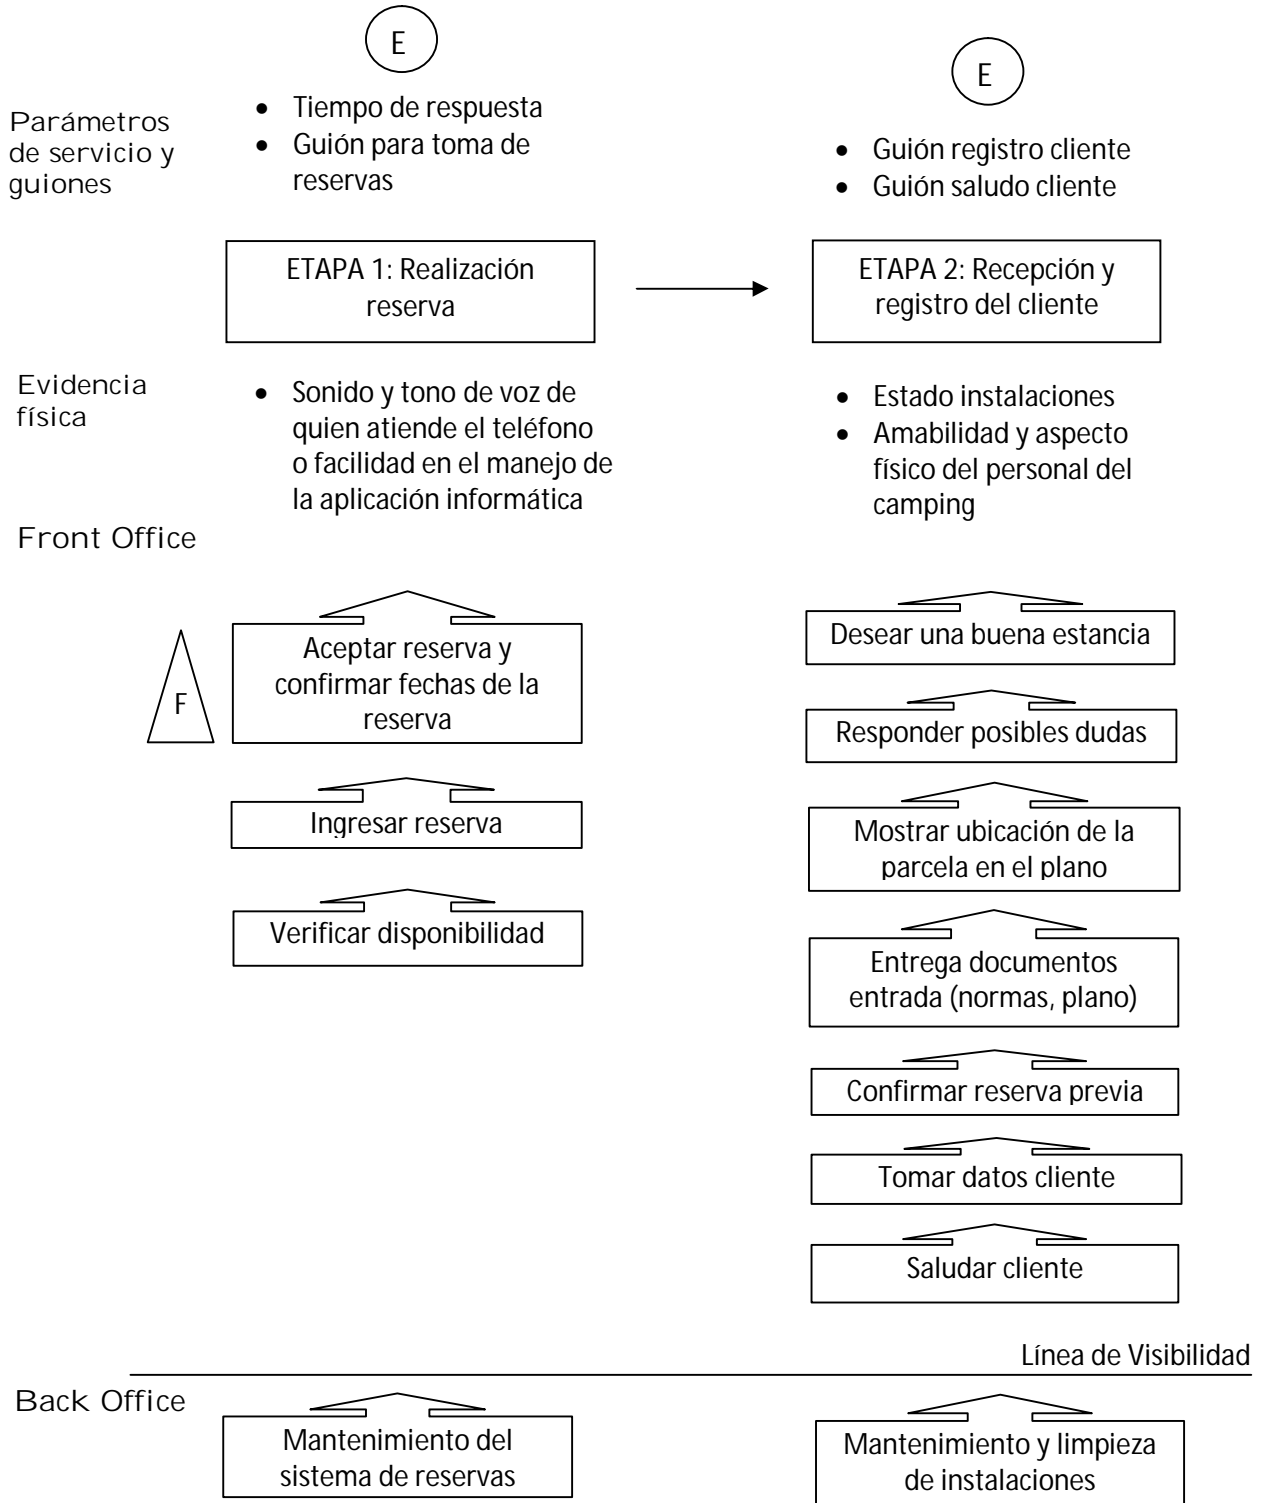 E
E
Parámetros
de servicio y
guiones
• Tiempo de respuesta
• Guión para toma de
reservas
• Guión registro cliente
• Guión saludo cliente
ETAPA 1: Realización
reserva
ETAPA 2: Recepción y
registro del cliente
Evidencia
física
• Sonido y tono de voz de
quien atiende el teléfono
o facilidad en el manejo de
la aplicación informática
• Estado instalaciones
• Amabilidad y aspecto
físico del personal del
camping
Front Office
F
Aceptar reserva y
confirmar fechas de la
reserva
Ingresar reserva
Verificar disponibilidad
Desear una buena estancia
Responder posibles dudas
Mostrar ubicación de la
parcela en el plano
Entrega documentos
entrada (normas, plano)
Confirmar reserva previa
Tomar datos cliente
Saludar cliente
Línea de Visibilidad
Back Office
Mantenimiento del
sistema de reservas
Mantenimiento y limpieza
de instalaciones